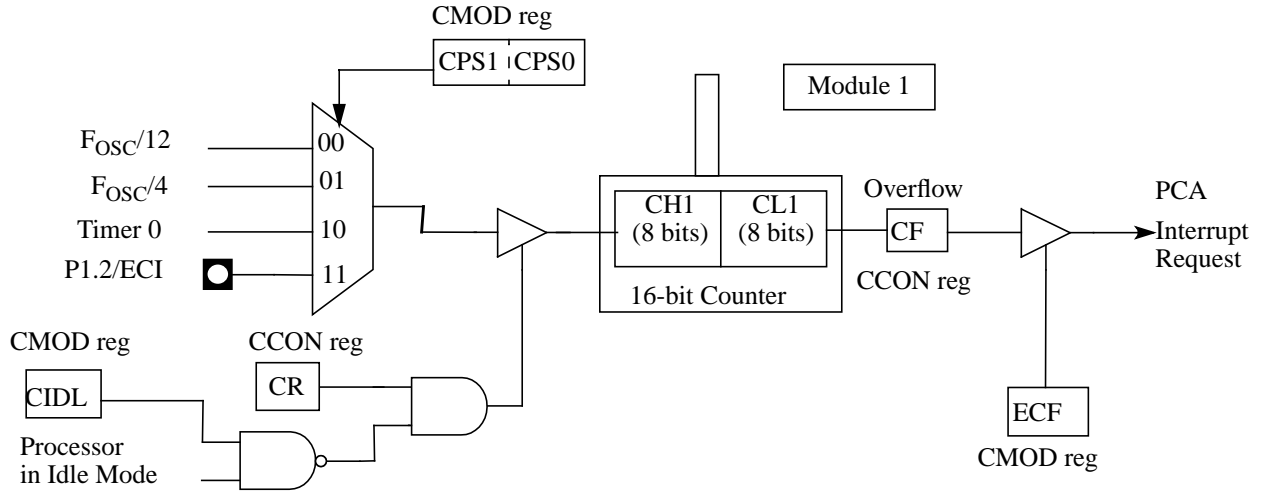 CMOD reg
CPS1 CPS0
Module 1
FOSC/12
00
FOSC/4
01
Timer 0
10
P1.2/ECI
11
CH1
(8 bits)
CL1
(8 bits)
16-bit Counter
Overflow
CF
CCON reg
PCA
Interrupt
Request
CMOD reg
CIDL
CCON reg
CR
Processor
in Idle Mode
ECF
CMOD reg